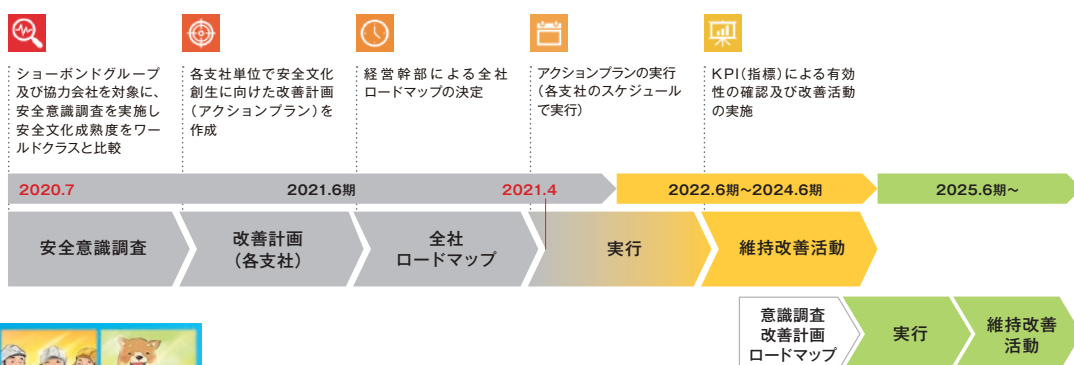 ショーボンドグループ
及び協力会社を対象に、
安全意識調査を実施し
安全文化成熟度をワー
ルドクラスと比較
各支社単位で安全文化
創生に向けた改善計画
（アクションプラン）を
作成
経営幹部による全社
ロードマップの決定
アクションプランの実行
（各支社のスケジュール
で実行）
KPI（指標）による有効
性の確認及び改善活動
の実施
2020.7
2021.6期
2021.4
2022.6期～2024.6期
2025.6期～
安全意識調査
改善計画
（各支社）
全社
ロードマップ
実行
維持改善活動
意識調査
改善計画
ロードマップ
実行
維持改善
活動